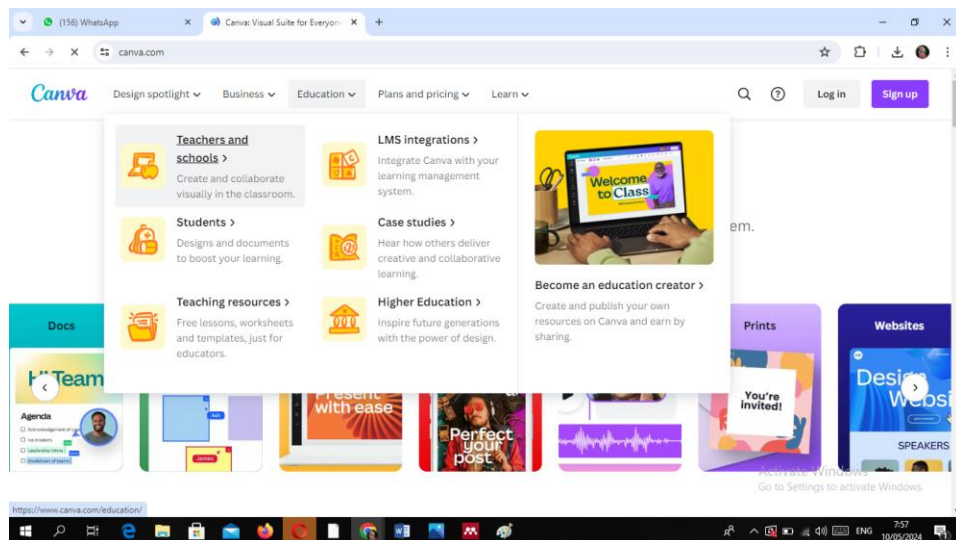 (156) WhatsApp
Canva: Visual Suite for Everyone
canva.com
Canva
Design spotlight
Business
Education
Plans and pricing
Learn
Log in
Sign up
Teachers and
schools >
Create and collaborate
visually in the classroom.
Students >
Designs and documents
to boost your learning.
Teaching resources >
Free lessons, worksheets
and templates, just for
educators.
LMS integrations >
Integrate Canva with your
learning management
system.
Case studies >
Hear how others deliver
creative and collaborative
learning.
Higher Education >
Inspire future generations
with the power of design.
Welcome
to Class
Become an education creator >
Create and publish your own
resources on Canva and earn by
sharing.
em.
Docs
Hi Team
Agenda
Ice breakers
James
Present
with ease
Perfect
your
post
Prints
You're
invited!
Websites
Design
Websi
SPEAKERS
Activate Windows
Go to Settings to activate Windows.
https://www.canva.com/education/
ENG
7:57
10/05/2024